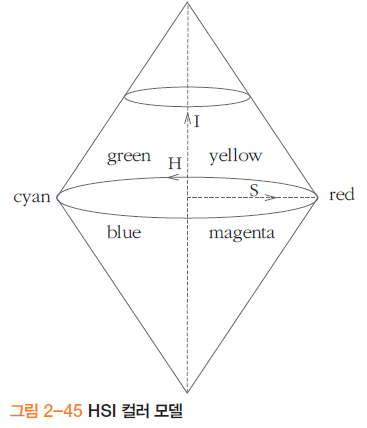 I
green H yellow
cyan S red
blue magenta
그림 2-45 HSI 컬러 모델